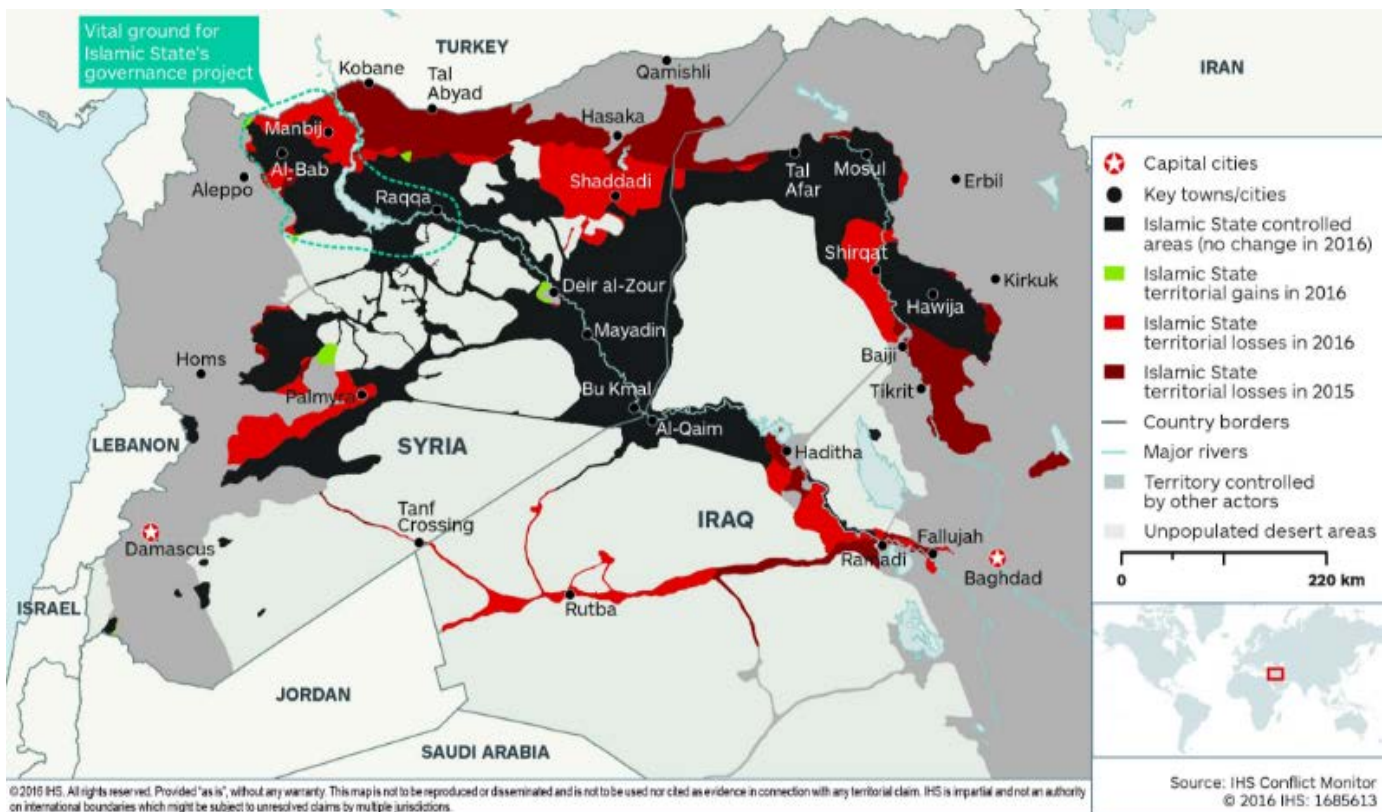 Vital ground for
Islamic State's
governance project
TURKEY
IRAN
Kobane
Tal
Abyad
Qamishli
Hasaka
Manbij
Al-Bab
Aleppo
Raqqa
Shaddadi
Tal
Afar
Mosul
Erbil
Shirqat
Kirkuk
Hawija
Deir al-Zour
Mayadin
Baiji
Homs
Bu Kmal
Tikrit
Palmyra
Al-Qaim
LEBANON
SYRIA
Haditha
Tanf
Crossing
IRAQ
Fallujah
Damascus
Ramadi
Baghdad
ISRAEL
Rutba
JORDAN
SAUDI ARABIA
Capital cities
Key towns/cities
Islamic State controlled
areas (no change in 2016)
Islamic State
territorial gains in 2016
Islamic State
territorial losses in 2016
Islamic State
territorial losses in 2015
Country borders
Major rivers
Territory controlled
by other actors
Unpopulated desert areas
0 220 km
Source: IHS Conflict Monitor
© 2016 IHS: 1685613
© 2016 IHS. All rights reserved. Provided "as is", without any warranty. This map is not to be reproduced or disseminated and is not to be used nor cited as evidence in connection with any territorial claim. IHS is impartial and not an authority
on international boundaries which might be subject to unresolved claims by multiple jurisdictions.